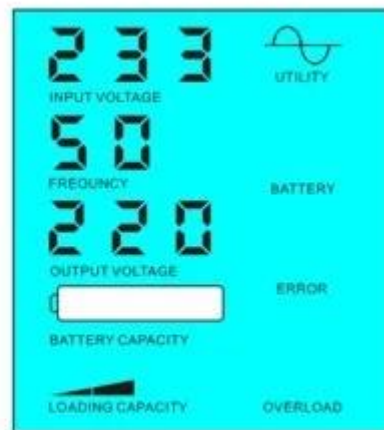 233
INPUT VOLTAGE
UTILITY
50
FREQUNCY
BATTERY
220
OUTPUT VOLTAGE
ERROR
BATTERY CAPACITY
LOADING CAPACITY
OVERLOAD